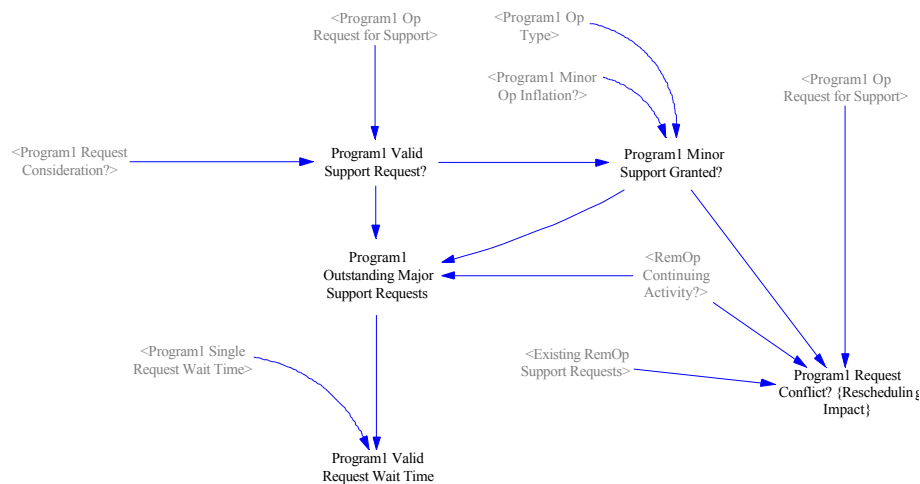 <Program1 Op
Request for Support>
<Program1 Op
Type>
<Program1 Minor
Op Inflation?>
<Program1 Op
Request for Support>
<Program1 Request
Consideration?>
Program1 Valid
Support Request?
Program1 Minor
Support Granted?
Program1
Outstanding Major
Support Requests
<RemOp
Continuing
Activity?>
<Program1 Single
Request Wait Time>
<Existing RemOp
Support Requests>
Program1 Request
Conflict? {Rescheduling
Impact}
Program1 Valid
Request Wait Time